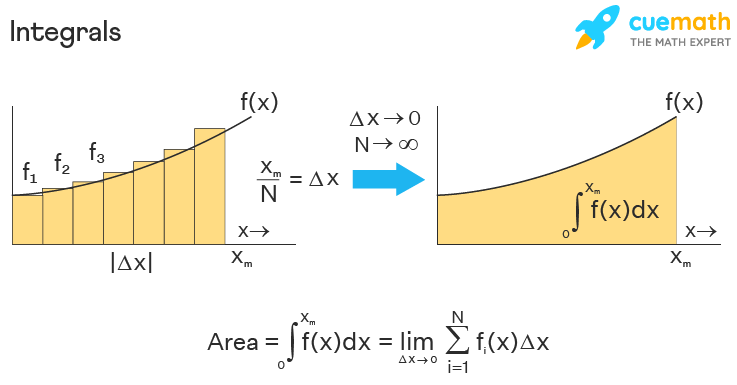 Integrals
cuemath
THE MATH EXPERT
f(x)
f₁ f₂ f₃
xₘ/N = Δx
|Δx|
x→
xₘ
Δx→0
N→∞
f(x)
∫₀^xₘ f(x)dx
x→
xₘ
Area = ∫₀^xₘ f(x)dx = lim Δx→0 ∑ i=1 N fᵢ(x)Δx